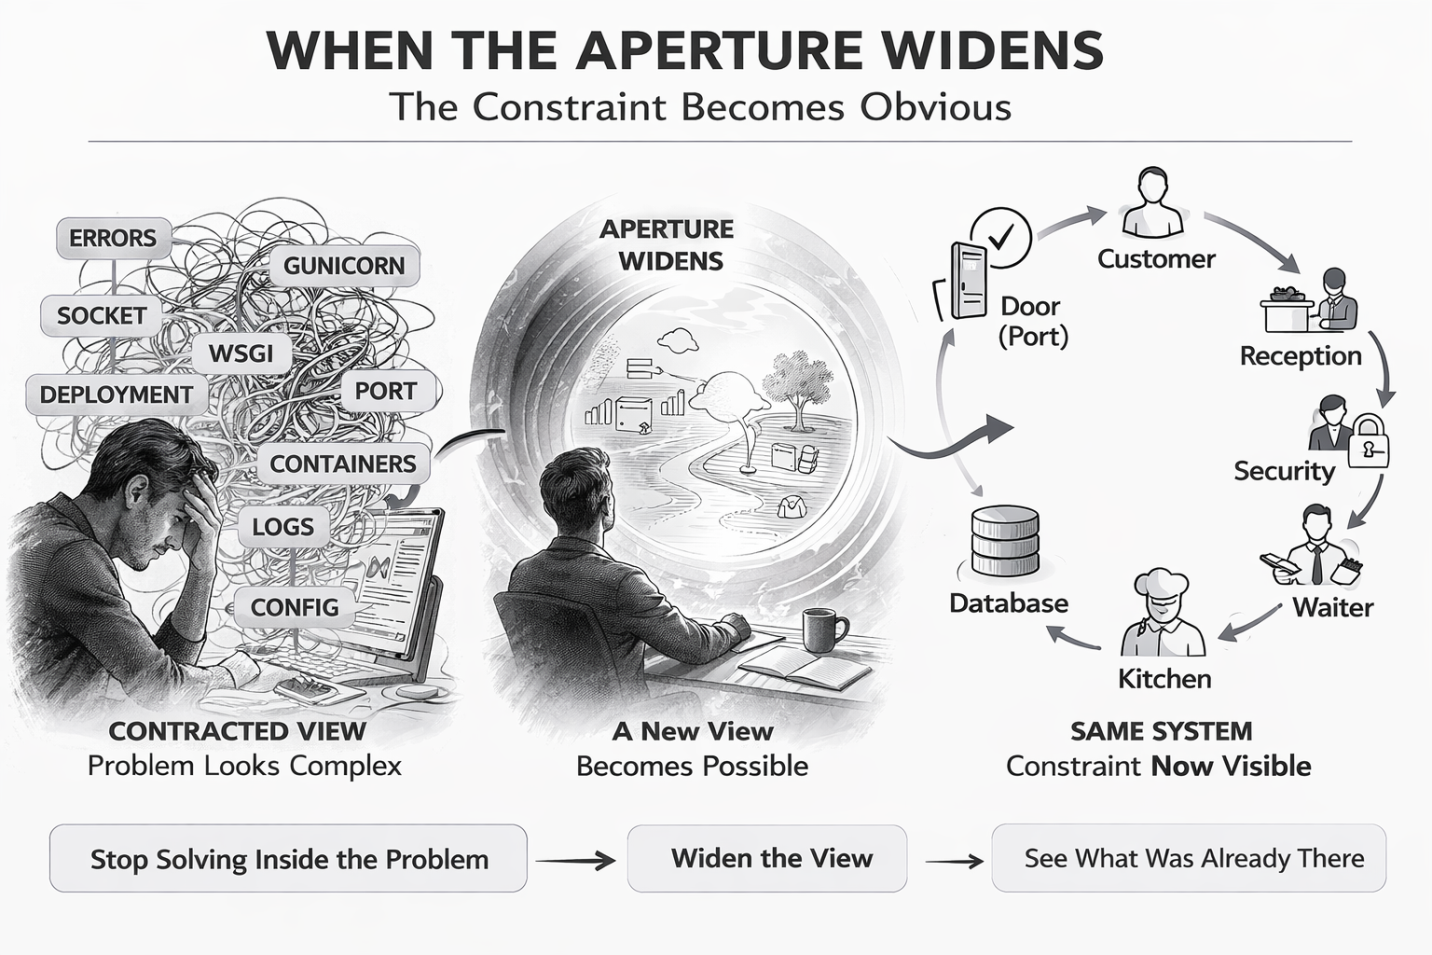 WHEN THE APERTURE WIDENS
The Constraint Becomes Obvious
ERRORS
GUNICORN
SOCKET
WSGI
DEPLOYMENT
PORT
CONTAINERS
LOGS
CONFIG
CONTRACTED VIEW
Problem Looks Complex
APERTURE
WIDENS
A New View
Becomes Possible
Customer
Door
(Port)
Reception
Security
Waiter
Database
Kitchen
SAME SYSTEM
Constraint Now Visible
Stop Solving Inside the Problem
Widen the View
See What Was Already There